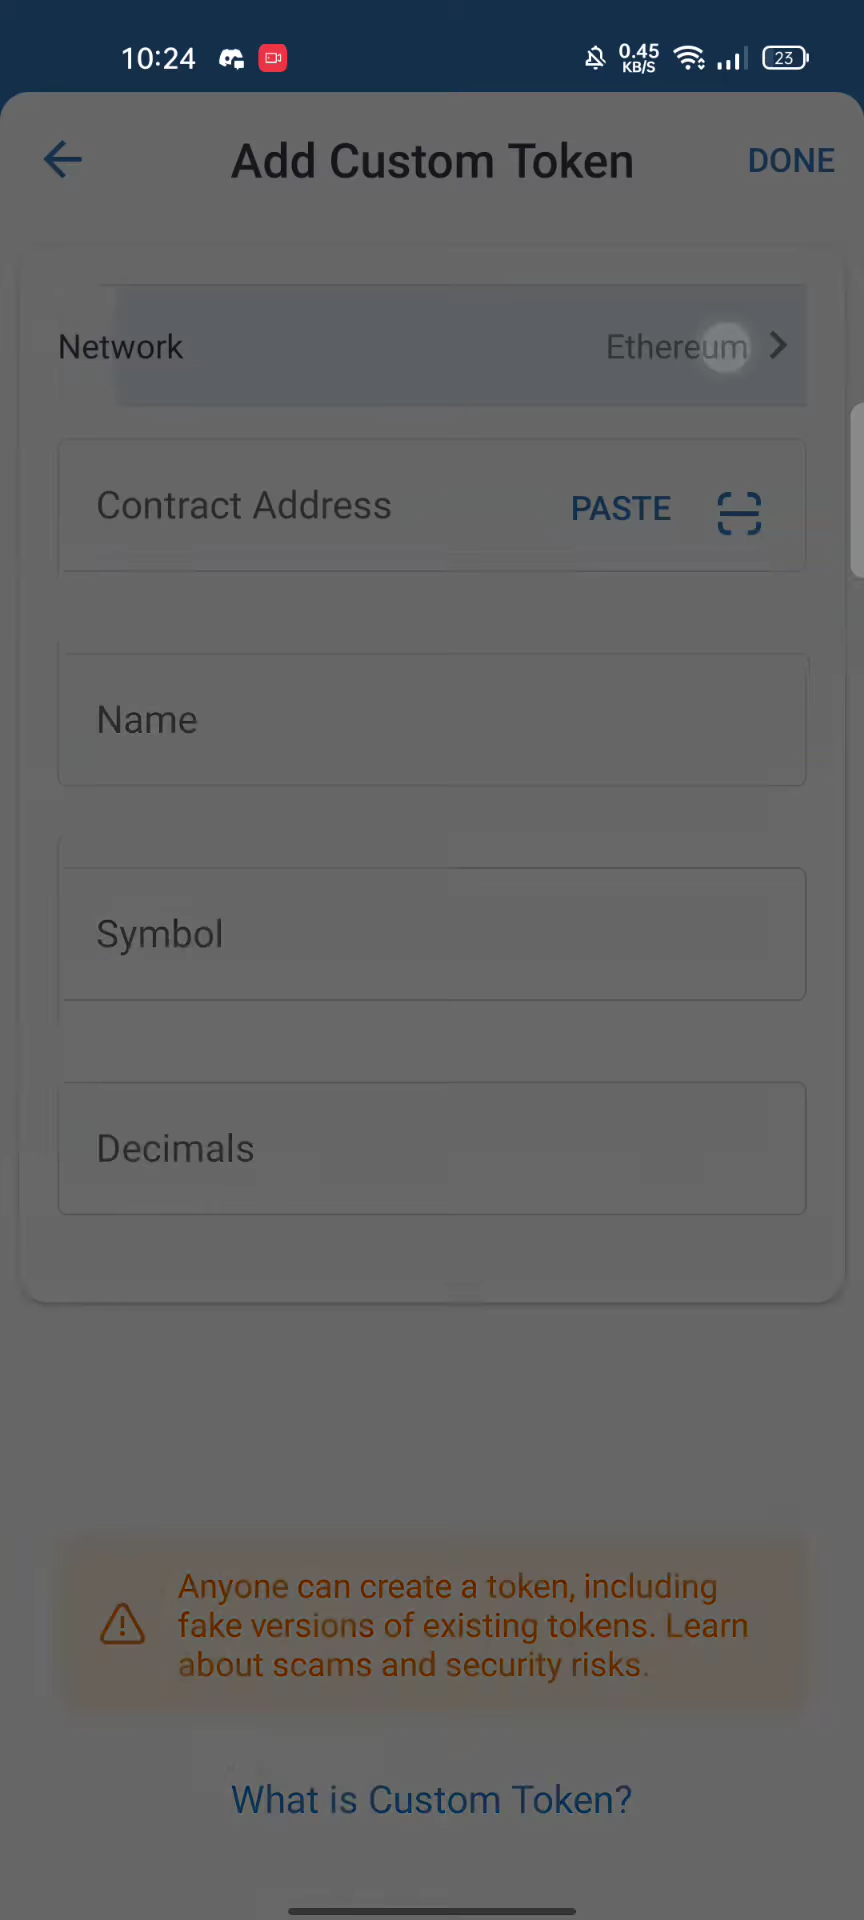 10:24
0.45
KB/S
23
Add Custom Token
DONE
Network
Ethereum
Contract Address
PASTE
Name
Symbol
Decimals
Anyone can create a token, including
fake versions of existing tokens. Learn
about scams and security risks.
What is Custom Token?